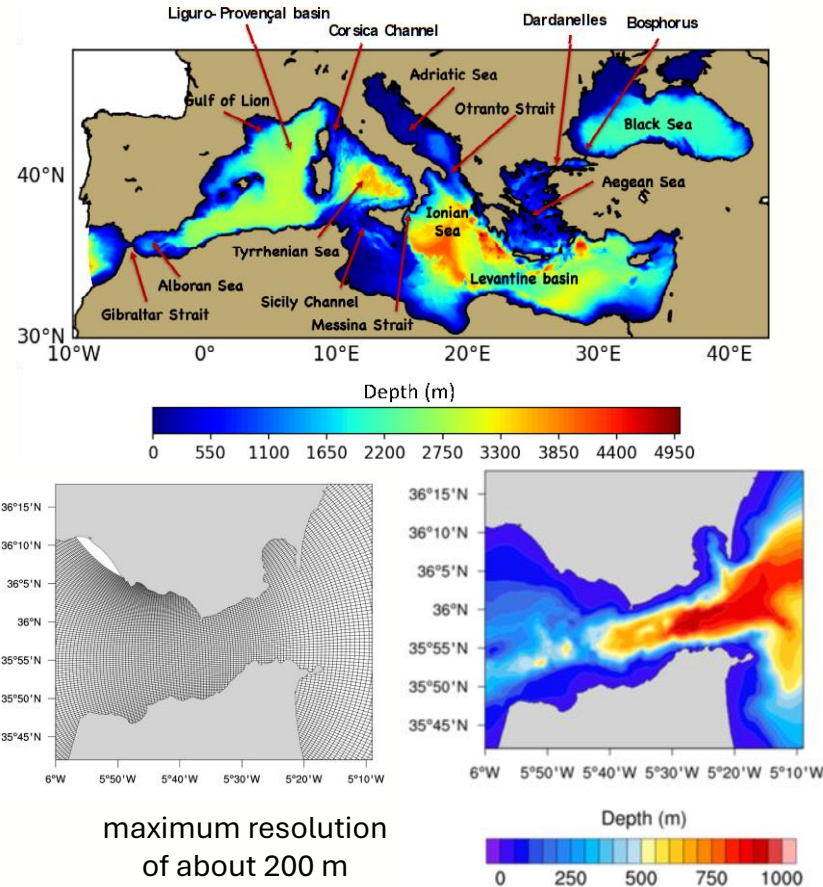 Liguro-Provençal basin
Corsica Channel
Dardanelles
Bosphorus
Adriatic Sea
Gulf of Lion
Otranto Strait
Black Sea
40°N
Aegean Sea
Ionian
Sea
Tyrrhenian Sea
Levantine basin
Alboran Sea
Sicily Channel
Gibraltar Strait
Messina Strait
30°N
10°W 0° 10°E 20°E 30°E 40°E
Depth (m)
0 550 1100 1650 2200 2750 3300 3850 4400 4950
36°15'N
36°10'N
36°5'N
36°N
35°55'N
35°50'N
35°45'N
6°W 5°50'W 5°40'W 5°30'W 5°20'W 5°10'W
36°15'N
36°10'N
36°5'N
36°N
35°55'N
35°50'N
35°45'N
6°W 5°50'W 5°40'W 5°30'W 5°20'W 5°10'W
maximum resolution
of about 200 m
Depth (m)
0 250 500 750 1000